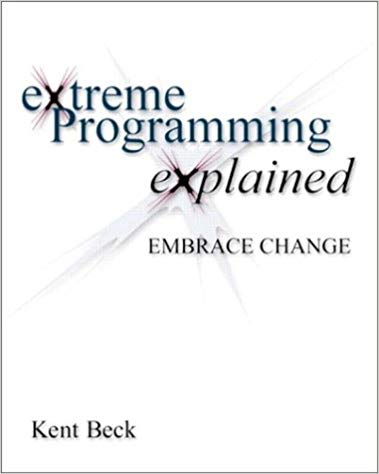 extreme
Programming
explained
EMBRACE CHANGE
Kent Beck